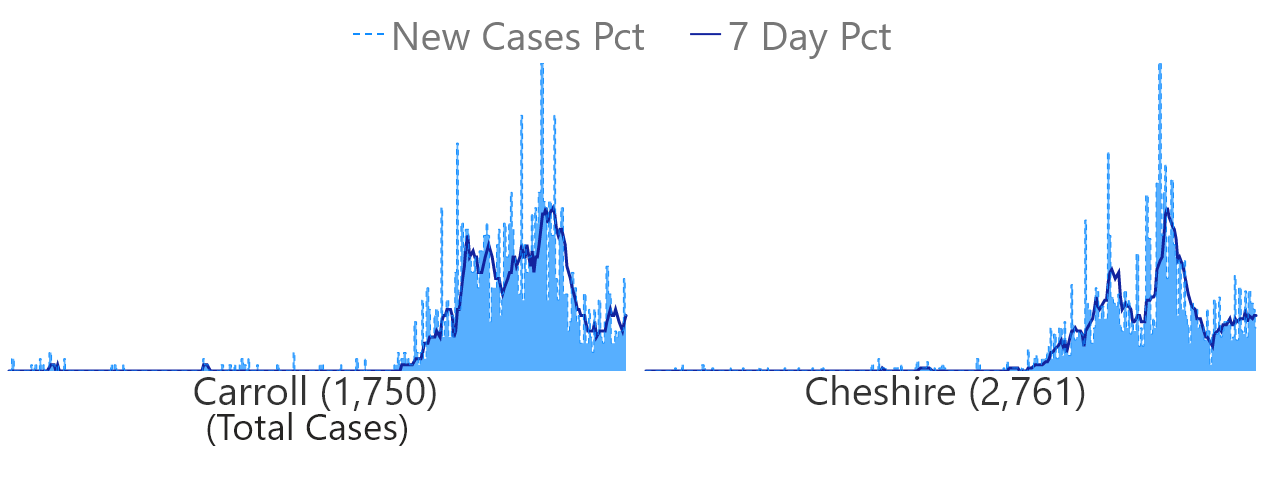 New Cases Pct 7 Day Pct
Carroll (1,750) Cheshire (2,761)
(Total Cases)